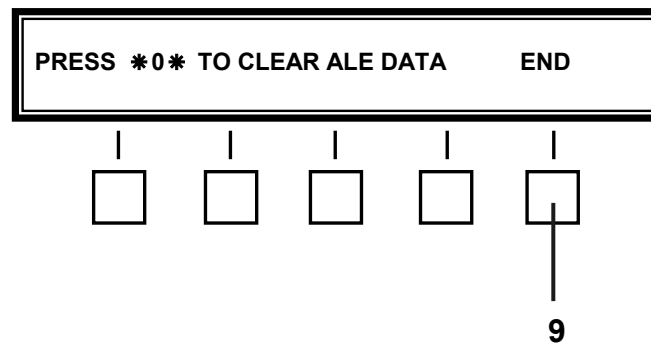 PRESS ✱0✱ TO CLEAR ALE DATA END
9